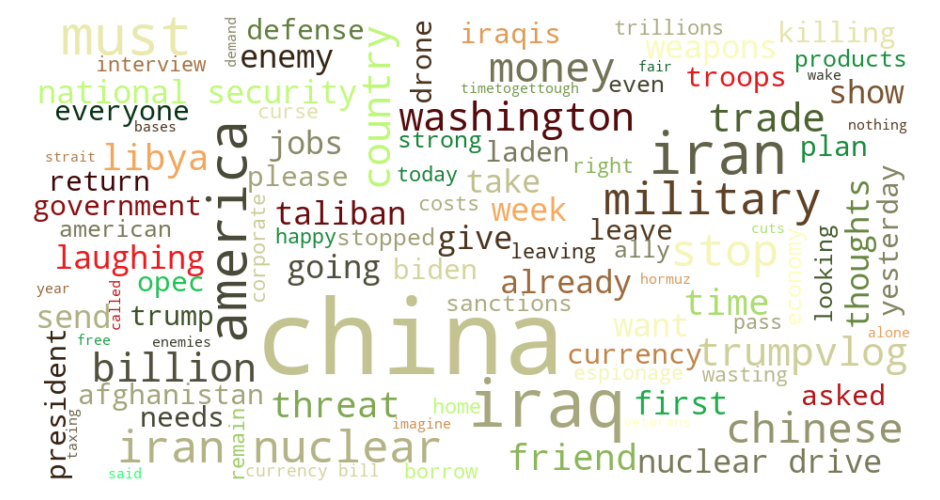 must
defense
drone
iraqis
trillions
killing
interview
demand
enemy
country
weapons
products
money
fair
troops
wake
national security
timetogettough
even
show
everyone
curse
washington
trade
nothing
bases
america
jobs
strong
iran
plan
strait
libya
laden
right
return
please
today
take
military
thoughts
yesterday
government
corporate
taliban
costs
week
leave
american
happy
stopped
give
leaving
ally
stop
cuts
economy
looking
laughing
going
biden
already
hormuz
year
opec
called
sanctions
time
send
trump
china
want
pass
free
enemies
currency
trumpvlog
alone
president
billion
espionage
wasting
afghanistan
threat
home
iraq
first
asked
taxing
needs
remain
imagine
veterans
chinese
iran nuclear
friend
nuclear drive
said
currency bill
borrow